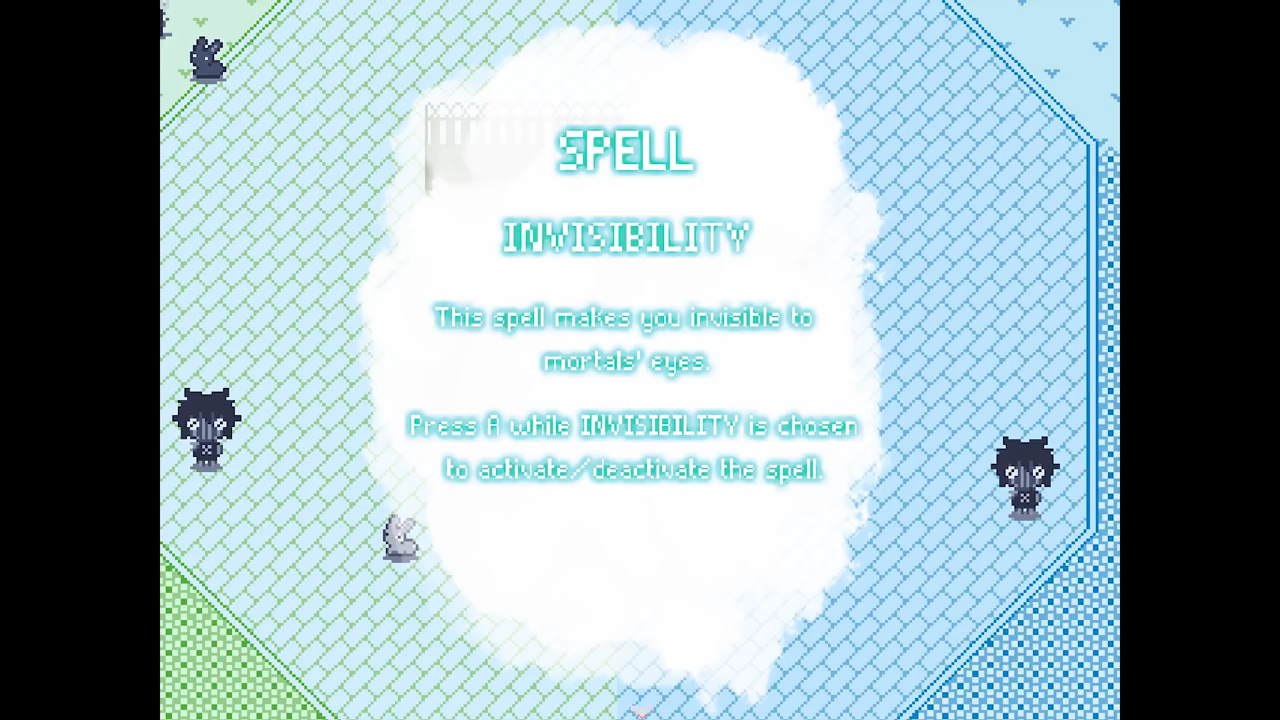 SPELL
INVISIBILITY
This spell makes you invisible to
mortals' eyes.
Press A while INVISIBILITY is chosen
to activate/deactivate the spell.